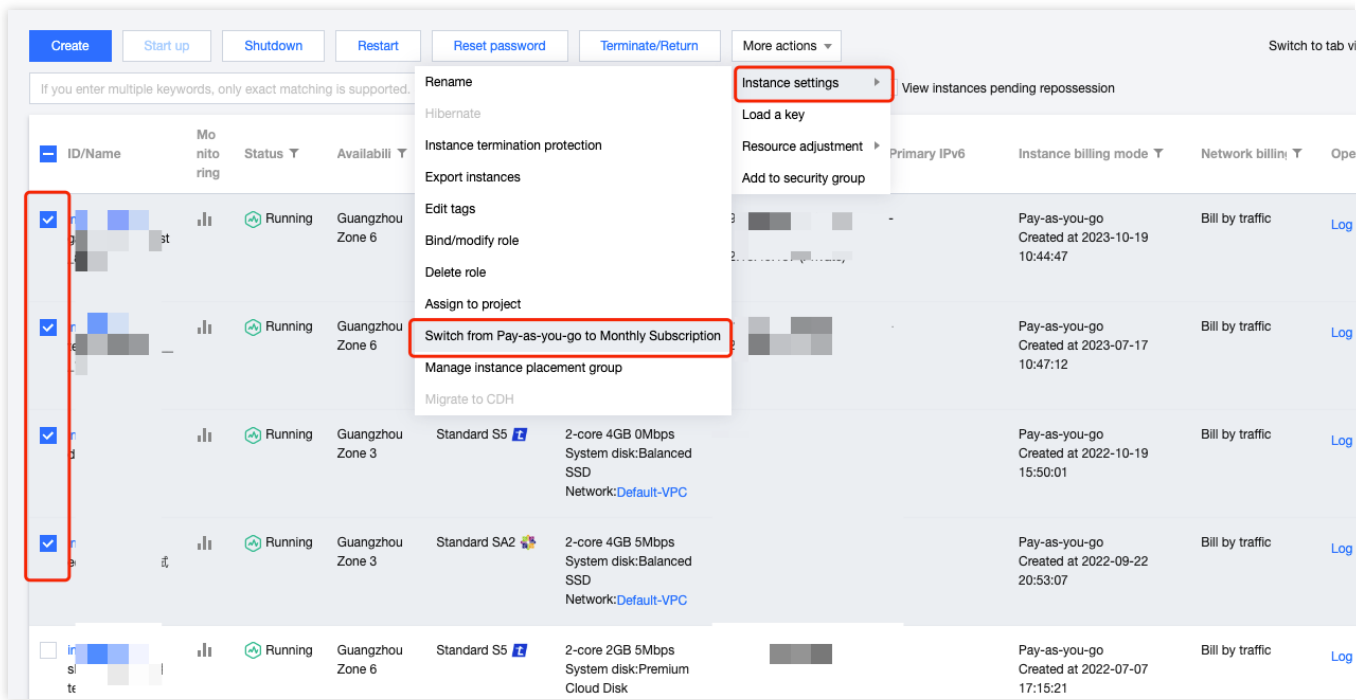 Create
Start up
Shutdown
Restart
Reset password
Terminate/Return
More actions
Switch to tab vi
If you enter multiple keywords, only exact matching is supported.
View instances pending repossession
Instance settings
Load a key
Resource adjustment
Add to security group
Rename
Hibernate
Instance termination protection
Export instances
Edit tags
Bind/modify role
Delete role
Assign to project
Switch from Pay-as-you-go to Monthly Subscription
Manage instance placement group
Migrate to CDH
ID/Name
Mo
nito
ring
Status
Availabili
Primary IPv6
Instance billing mode
Network billin
Ope
st
Running
Guangzhou
Zone 6
-
Pay-as-you-go
Created at 2023-10-19
10:44:47
Bill by traffic
Log
Running
Guangzhou
Zone 6
Pay-as-you-go
Created at 2023-07-17
10:47:12
Bill by traffic
Log
Running
Guangzhou
Zone 3
Standard S5
2-core 4GB 0Mbps
System disk:Balanced
SSD
Network:Default-VPC
Pay-as-you-go
Created at 2022-10-19
15:50:01
Bill by traffic
Log
Running
Guangzhou
Zone 3
Standard SA2
2-core 4GB 5Mbps
System disk:Balanced
SSD
Network:Default-VPC
Pay-as-you-go
Created at 2022-09-22
20:53:07
Bill by traffic
Log
Running
Guangzhou
Zone 6
Standard S5
2-core 2GB 5Mbps
System disk:Premium
Cloud Disk
Pay-as-you-go
Created at 2022-07-07
17:15:21
Bill by traffic
Log